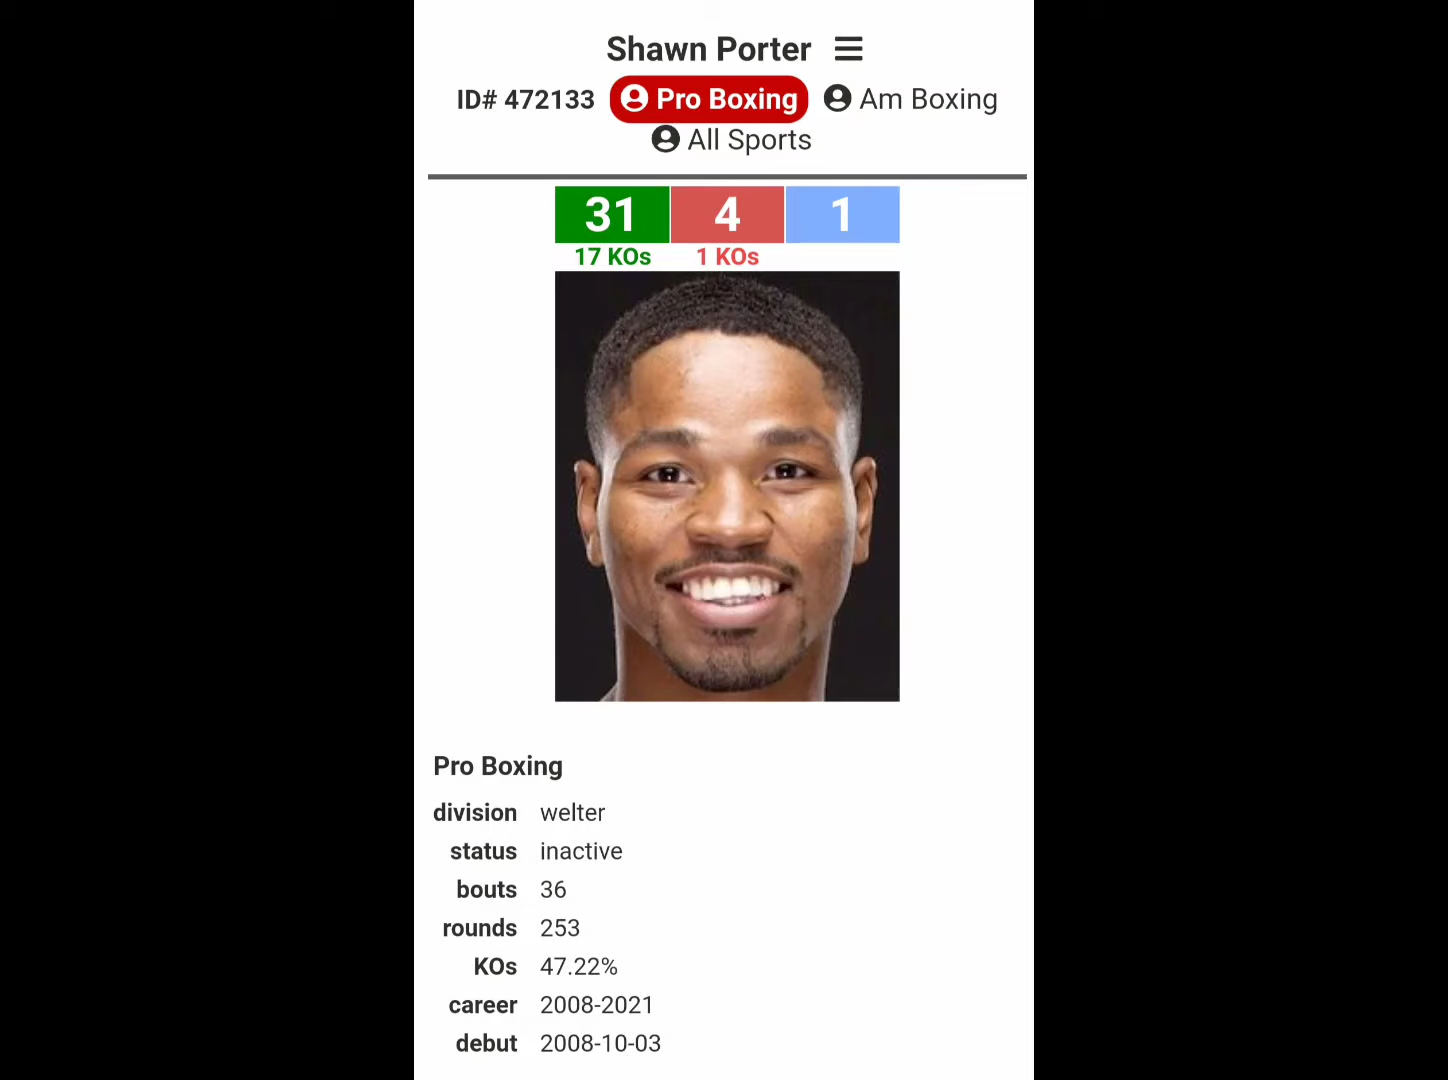 Shawn Porter
ID# 472133 Pro Boxing Am Boxing
All Sports
31 4 1
17 KOs 1 KOs
Pro Boxing
division welter
status inactive
bouts 36
rounds 253
KOs 47.22%
career 2008-2021
debut 2008-10-03